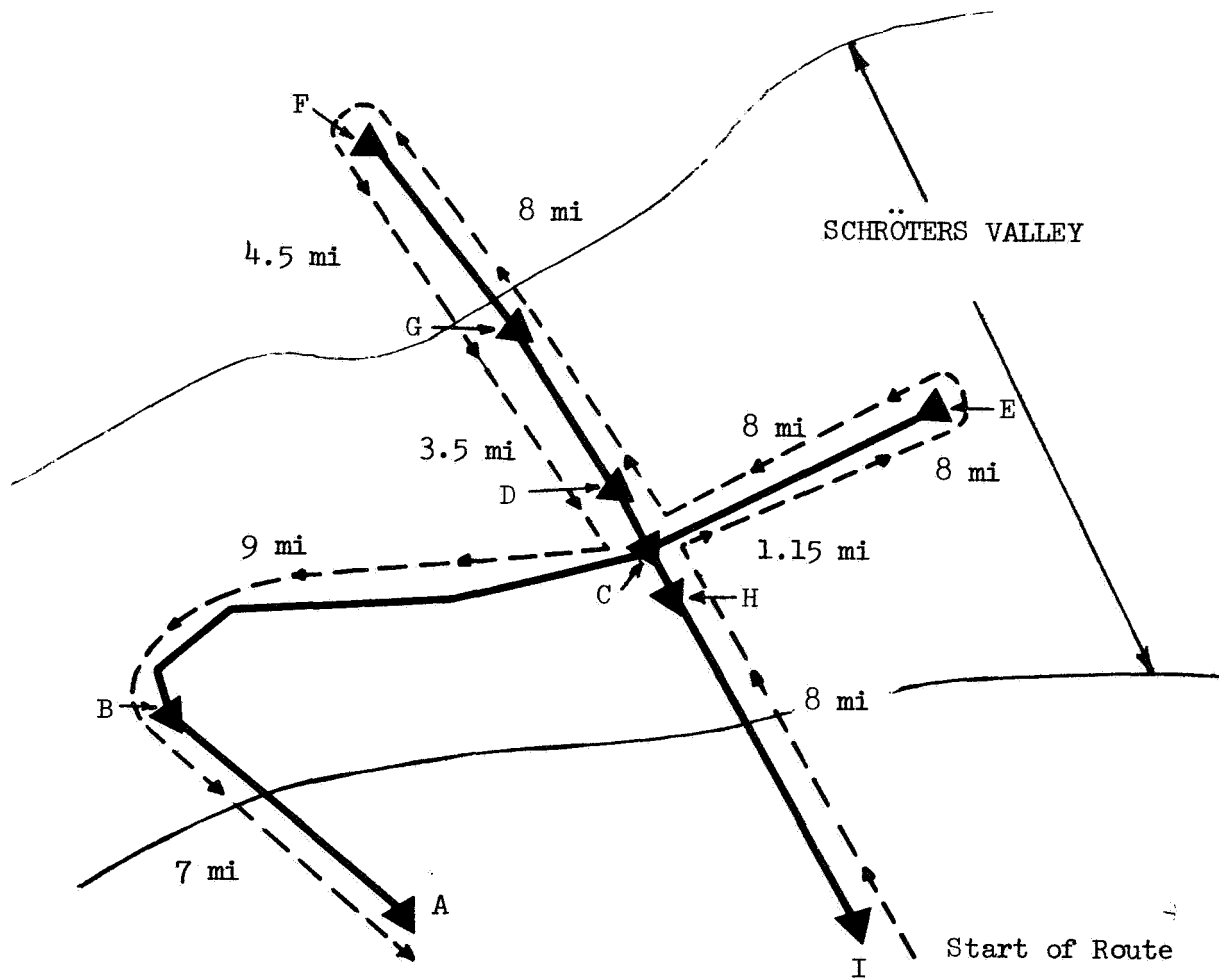 F
8 mi
SCHRÖTERS VALLEY
4.5 mi
G
E
8 mi
8 mi
3.5 mi
D
9 mi
1.15 mi
C
H
B
8 mi
7 mi
A
Start of Route
I